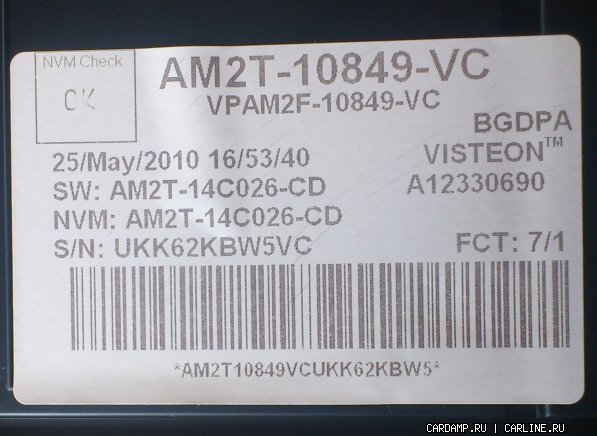 NVM Check
OK
AM2T-10849-VC
VPAM2F-10849-VC
BGDPA
25/May/2010 16/53/40
VISTEON™
SW: AM2T-14C026-CD
A12330690
NVM: AM2T-14C026-CD
S/N: UKK62KBW5VC
FCT: 7/1
*AM2T10849VCUKK62KBW5*
CARDAMP.RU | CARLINE.RU